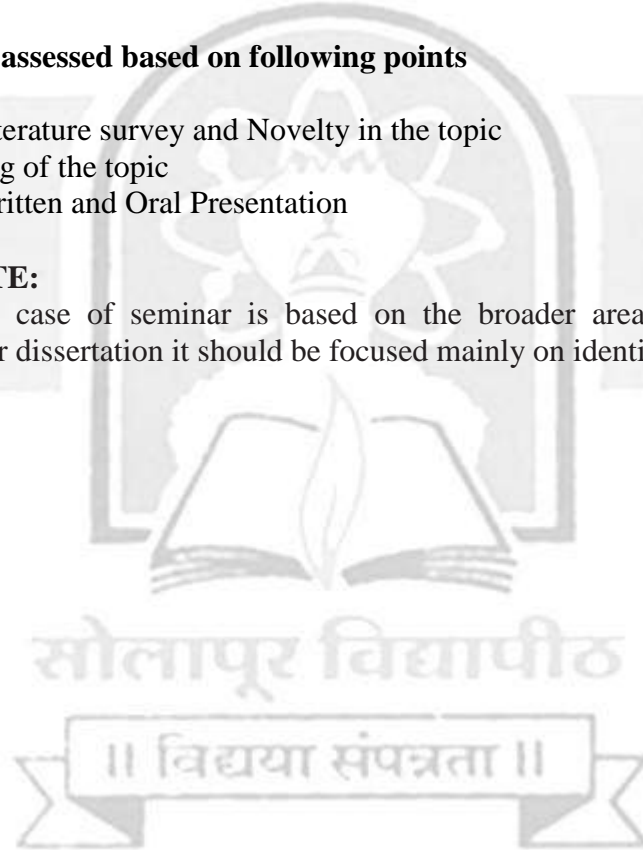 assessed based on following points
terature survey and Novelty in the topic
g of the topic
ritten and Oral Presentation
TE:
case of seminar is based on the broader area
r dissertation it should be focused mainly on identi
सोलापूर विद्यापीठ
॥ विद्यया संपन्नता ॥